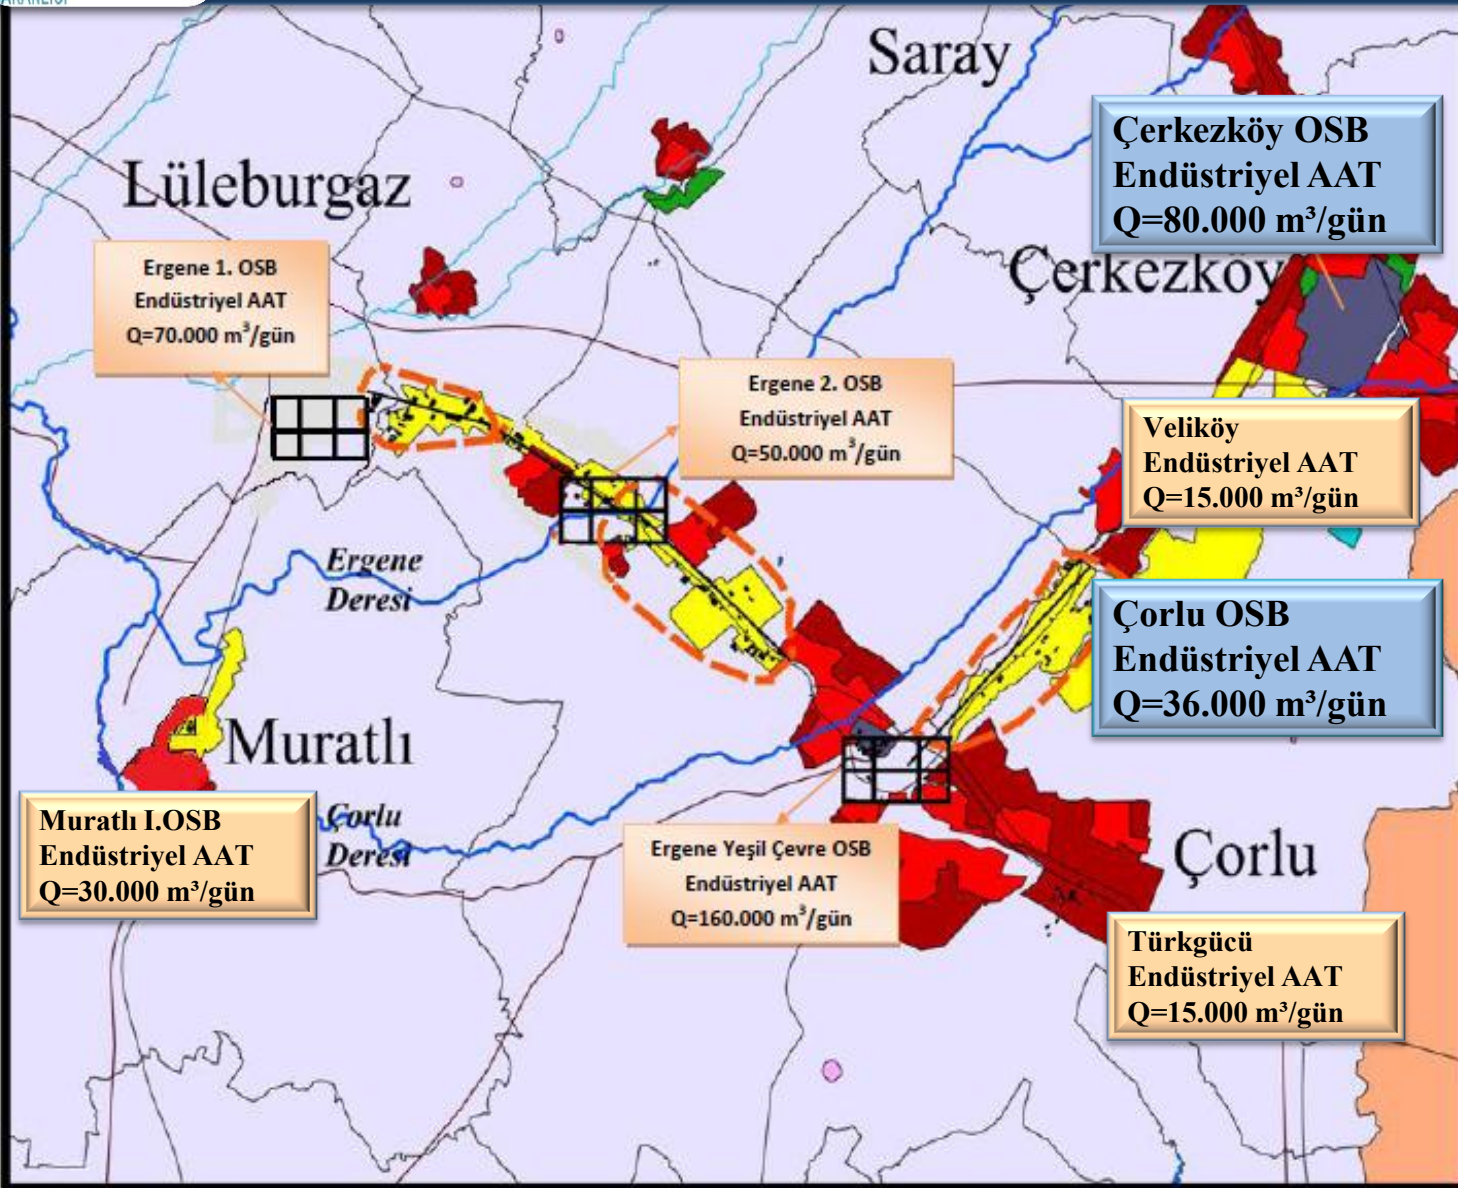 Saray
Çerkezköy OSB
Endüstriyel AAT
Q=80.000 m³/gün
Lüleburgaz
Ergene 1. OSB
Endüstriyel AAT
Q=70.000 m³/gün
Çerkezköy
Ergene 2. OSB
Endüstriyel AAT
Q=50.000 m³/gün
Veliköy
Endüstriyel AAT
Q=15.000 m³/gün
Ergene
Deresi
Çorlu OSB
Endüstriyel AAT
Q=36.000 m³/gün
Muratlı
Muratlı I.OSB
Endüstriyel AAT
Q=30.000 m³/gün
Çorlu
Deresi
Ergene Yeşil Çevre OSB
Endüstriyel AAT
Q=160.000 m³/gün
Çorlu
Türkgücü
Endüstriyel AAT
Q=15.000 m³/gün